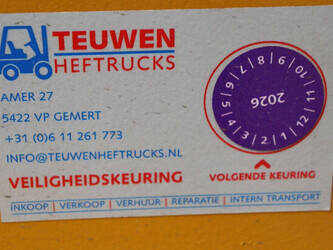 TEUWEN
HEFTRUCKS
AMER 27
5422 VP GEMERT
+31 (0)6 11 261 773
INFO@TEUWENHEFTRUCKS.NL
VEILIGHEIDSKEURING
1 2 3 4 5 6 7 8 9 10 11 12
2026
VOLGENDE KEURING
INKOOP | VERKOOP | VERHUUR | REPARATIE | INTERN TRANSPORT